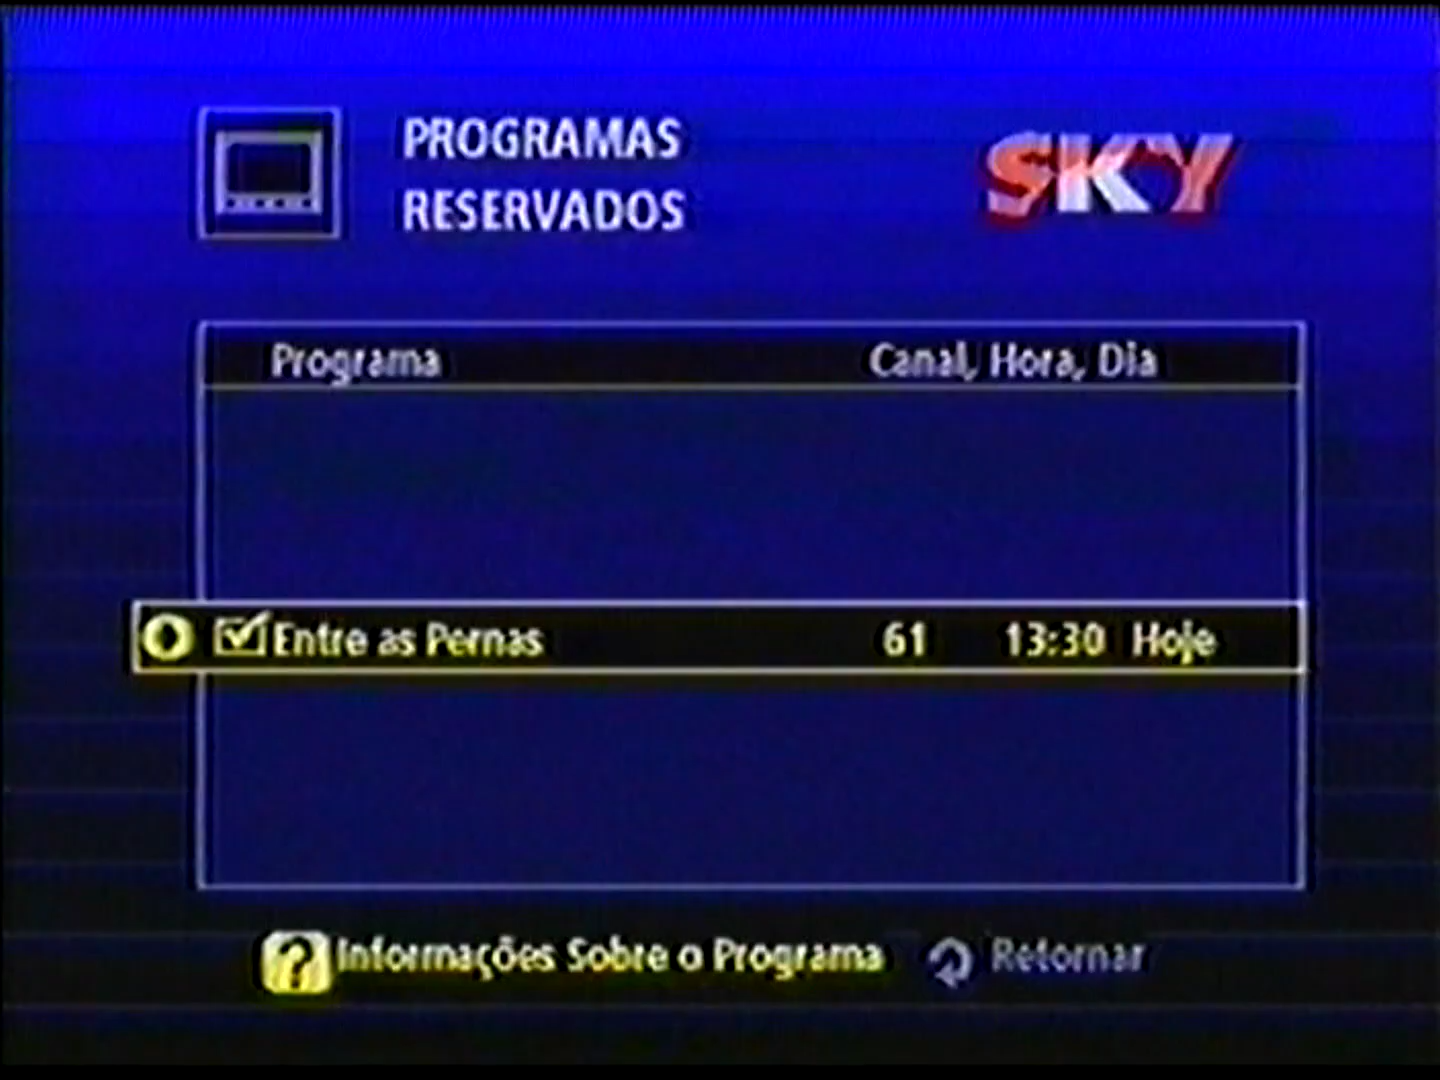 PROGRAMAS
RESERVADOS
SKY
Programa Canal, Hora, Dia
Entre as Pernas 61 13:30 Hoje
? Informações Sobre o Programa Retornar